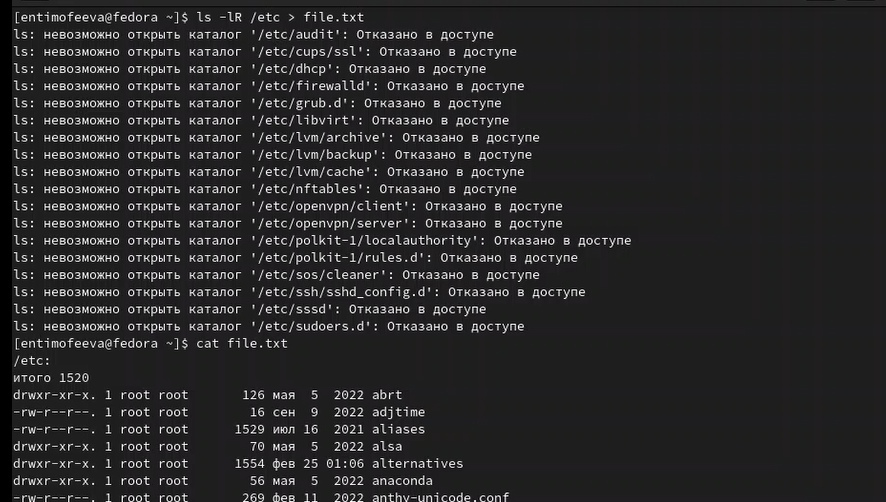 [entimofeeva@fedora ~]$ ls -lR /etc > file.txt
ls: невозможно открыть каталог '/etc/audit': Отказано в доступе
ls: невозможно открыть каталог '/etc/cups/ssl': Отказано в доступе
ls: невозможно открыть каталог '/etc/dhcp': Отказано в доступе
ls: невозможно открыть каталог '/etc/firewalld': Отказано в доступе
ls: невозможно открыть каталог '/etc/grub.d': Отказано в доступе
ls: невозможно открыть каталог '/etc/libvirt': Отказано в доступе
ls: невозможно открыть каталог '/etc/lvm/archive': Отказано в доступе
ls: невозможно открыть каталог '/etc/lvm/backup': Отказано в доступе
ls: невозможно открыть каталог '/etc/lvm/cache': Отказано в доступе
ls: невозможно открыть каталог '/etc/nftables': Отказано в доступе
ls: невозможно открыть каталог '/etc/openvpn/client': Отказано в доступе
ls: невозможно открыть каталог '/etc/openvpn/server': Отказано в доступе
ls: невозможно открыть каталог '/etc/polkit-1/localauthority': Отказано в доступе
ls: невозможно открыть каталог '/etc/polkit-1/rules.d': Отказано в доступе
ls: невозможно открыть каталог '/etc/sos/cleaner': Отказано в доступе
ls: невозможно открыть каталог '/etc/ssh/sshd_config.d': Отказано в доступе
ls: невозможно открыть каталог '/etc/sssd': Отказано в доступе
ls: невозможно открыть каталог '/etc/sudoers.d': Отказано в доступе
[entimofeeva@fedora ~]$ cat file.txt
/etc:
итого 1520
drwxr-xr-x. 1 root root       126 мая  5  2022 abrt
-rw-r--r--. 1 root root        16 сен  9  2022 adjtime
-rw-r--r--. 1 root root      1529 июл 16  2021 aliases
drwxr-xr-x. 1 root root        70 мая  5  2022 alsa
drwxr-xr-x. 1 root root      1554 фев 25 01:06 alternatives
drwxr-xr-x. 1 root root        56 мая  5  2022 anaconda
-rw-r--r--. 1 root root       269 фев 11  2022 anthy-unicode.conf